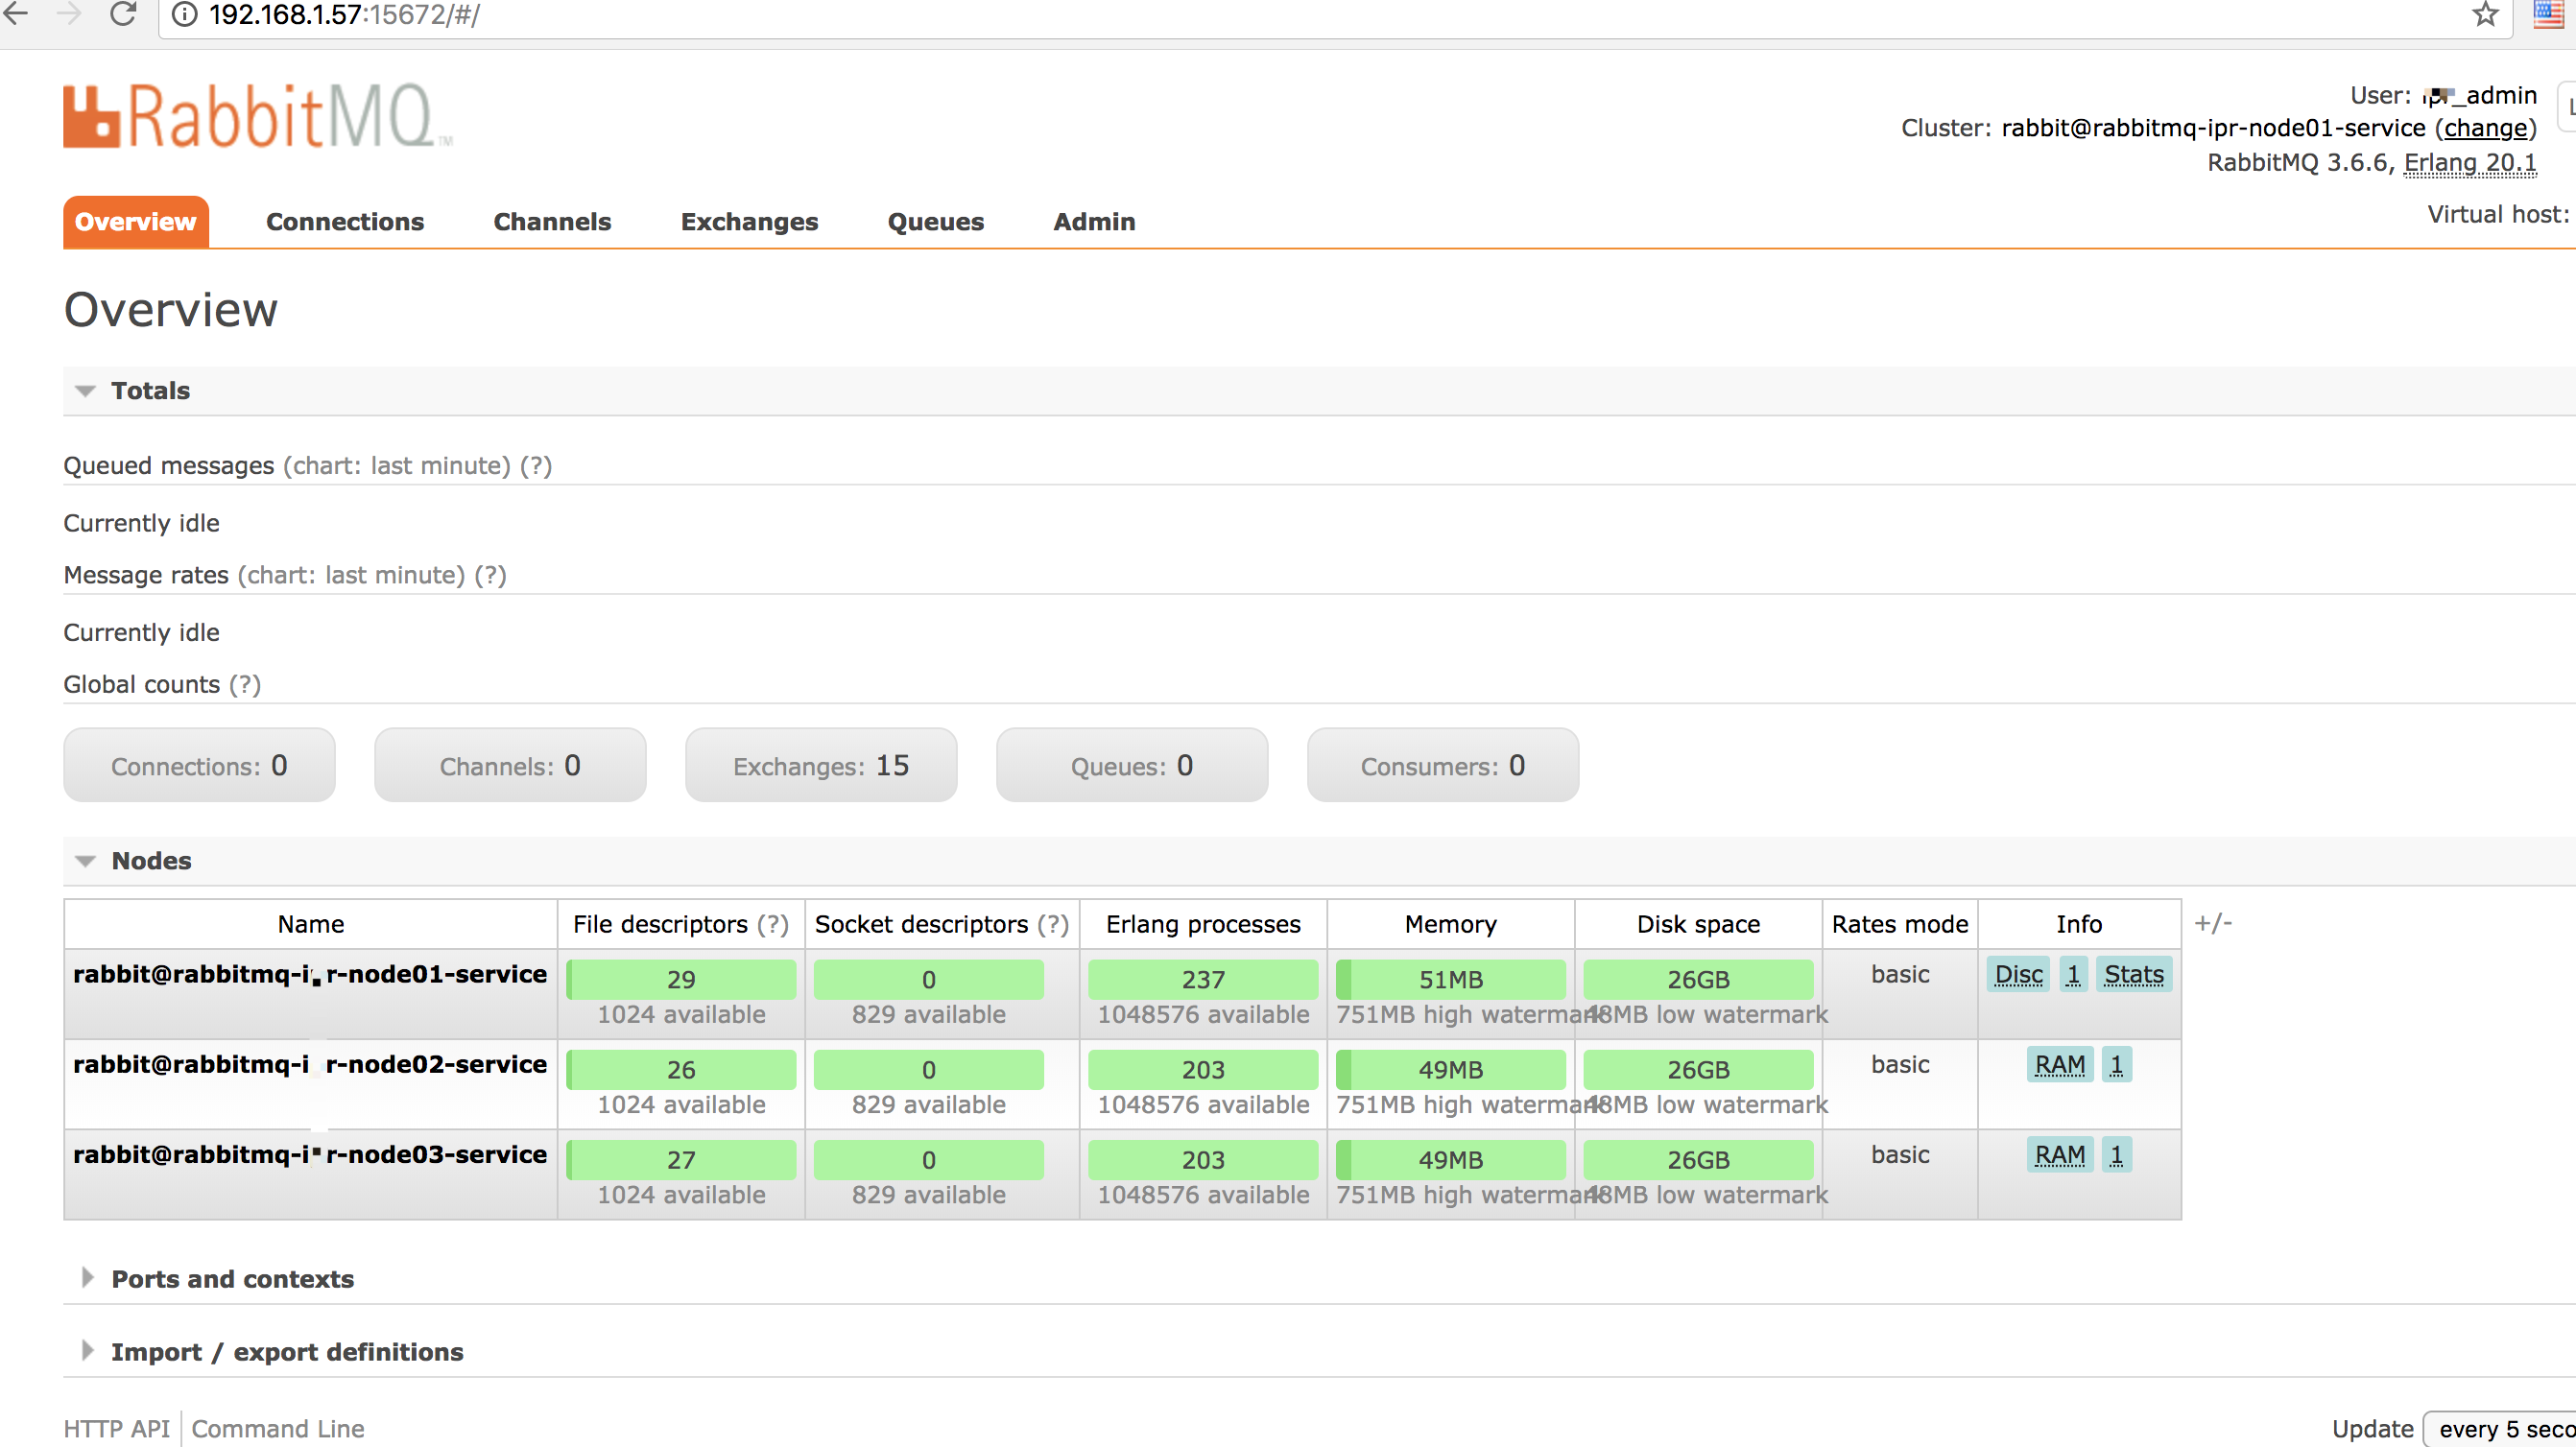 192.168.1.57:15672/#/
RabbitMQ™
User: _admin
Cluster: rabbit@rabbitmq-ipr-node01-service (change)
RabbitMQ 3.6.6, Erlang 20.1
Overview Connections Channels Exchanges Queues Admin
Virtual host:
Overview
Totals
Queued messages (chart: last minute) (?)
Currently idle
Message rates (chart: last minute) (?)
Currently idle
Global counts (?)
Connections: 0 Channels: 0 Exchanges: 15 Queues: 0 Consumers: 0
Nodes
Name File descriptors (?) Socket descriptors (?) Erlang processes Memory Disk space Rates mode Info +/-
rabbit@rabbitmq-i r-node01-service 29 0 237 51MB 26GB basic Disc 1 Stats
1024 available 829 available 1048576 available 751MB high watermark 48MB low watermark
rabbit@rabbitmq-i r-node02-service 26 0 203 49MB 26GB basic RAM 1
1024 available 829 available 1048576 available 751MB high watermark 48MB low watermark
rabbit@rabbitmq-i r-node03-service 27 0 203 49MB 26GB basic RAM 1
1024 available 829 available 1048576 available 751MB high watermark 48MB low watermark
Ports and contexts
Import / export definitions
HTTP API Command Line
Update every 5 seco